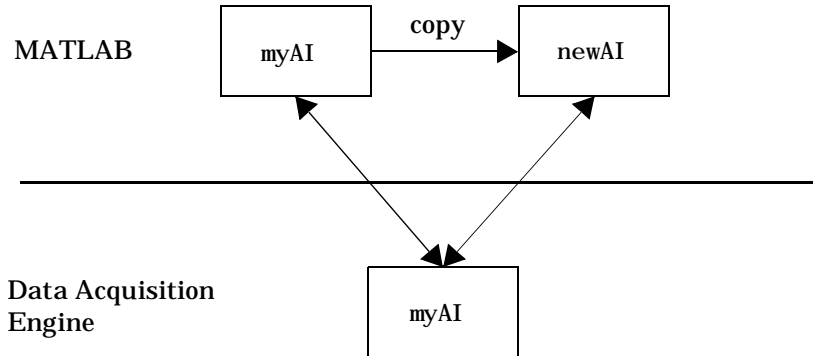 copy
MATLAB
myAI
newAI
Data Acquisition
Engine
myAI